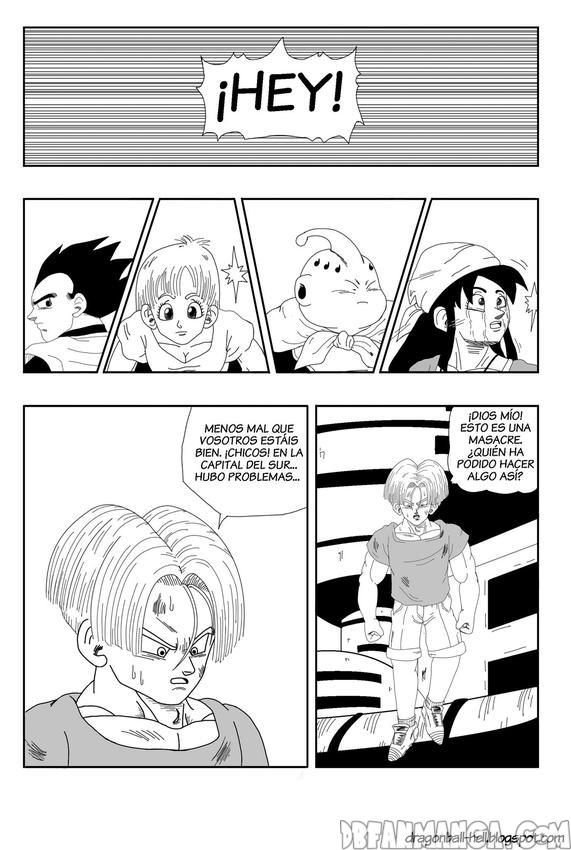 ¡HEY!
MENOS MAL QUE
VOSOTROS ESTÁIS
BIEN. ¡CHICOS! EN LA
CAPITAL DEL SUR...
HUBO PROBLEMAS...
¡DIOS MÍO!
ESTO ES UNA
MASACRE.
¿QUIÉN HA
PODIDO HACER
ALGO ASÍ?
dragonball-hell.blogspot.com
DBFANMANGA.COM